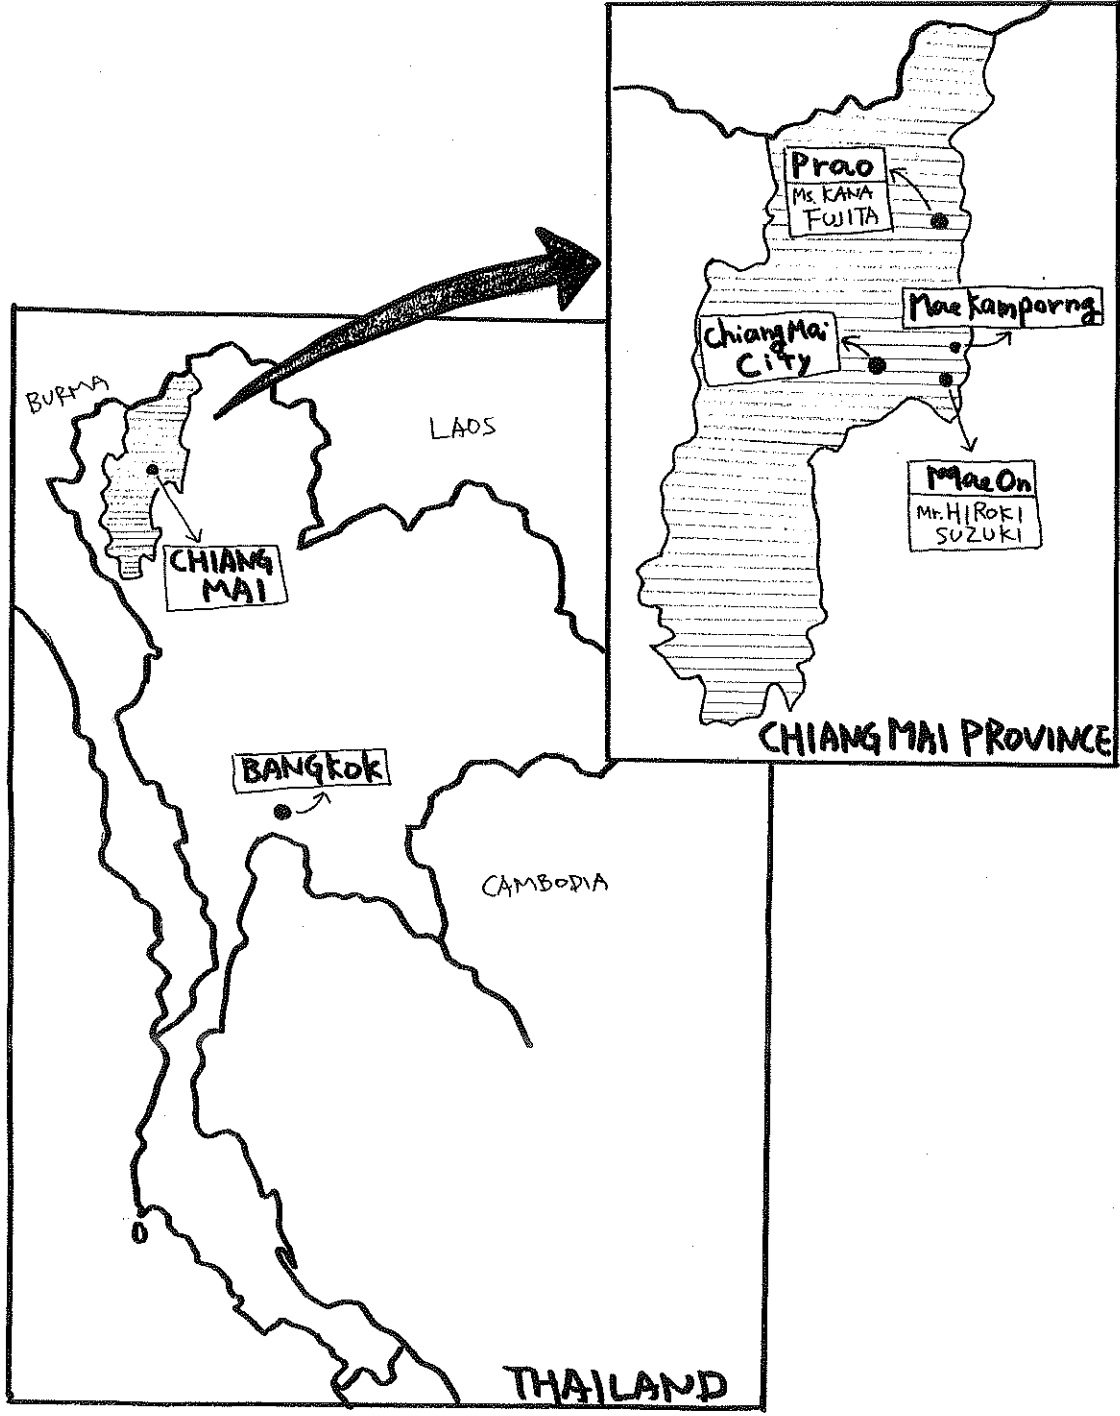 Prao
Ms. KANA
FUJITA
Mae Kamporng
Chiang Mai
City
Mae On
Mr. HIROKI
SUZUKI
CHIANG MAI PROVINCE
BURMA
LAOS
CHIANG
MAI
BANGKOK
CAMBODIA
THAILAND